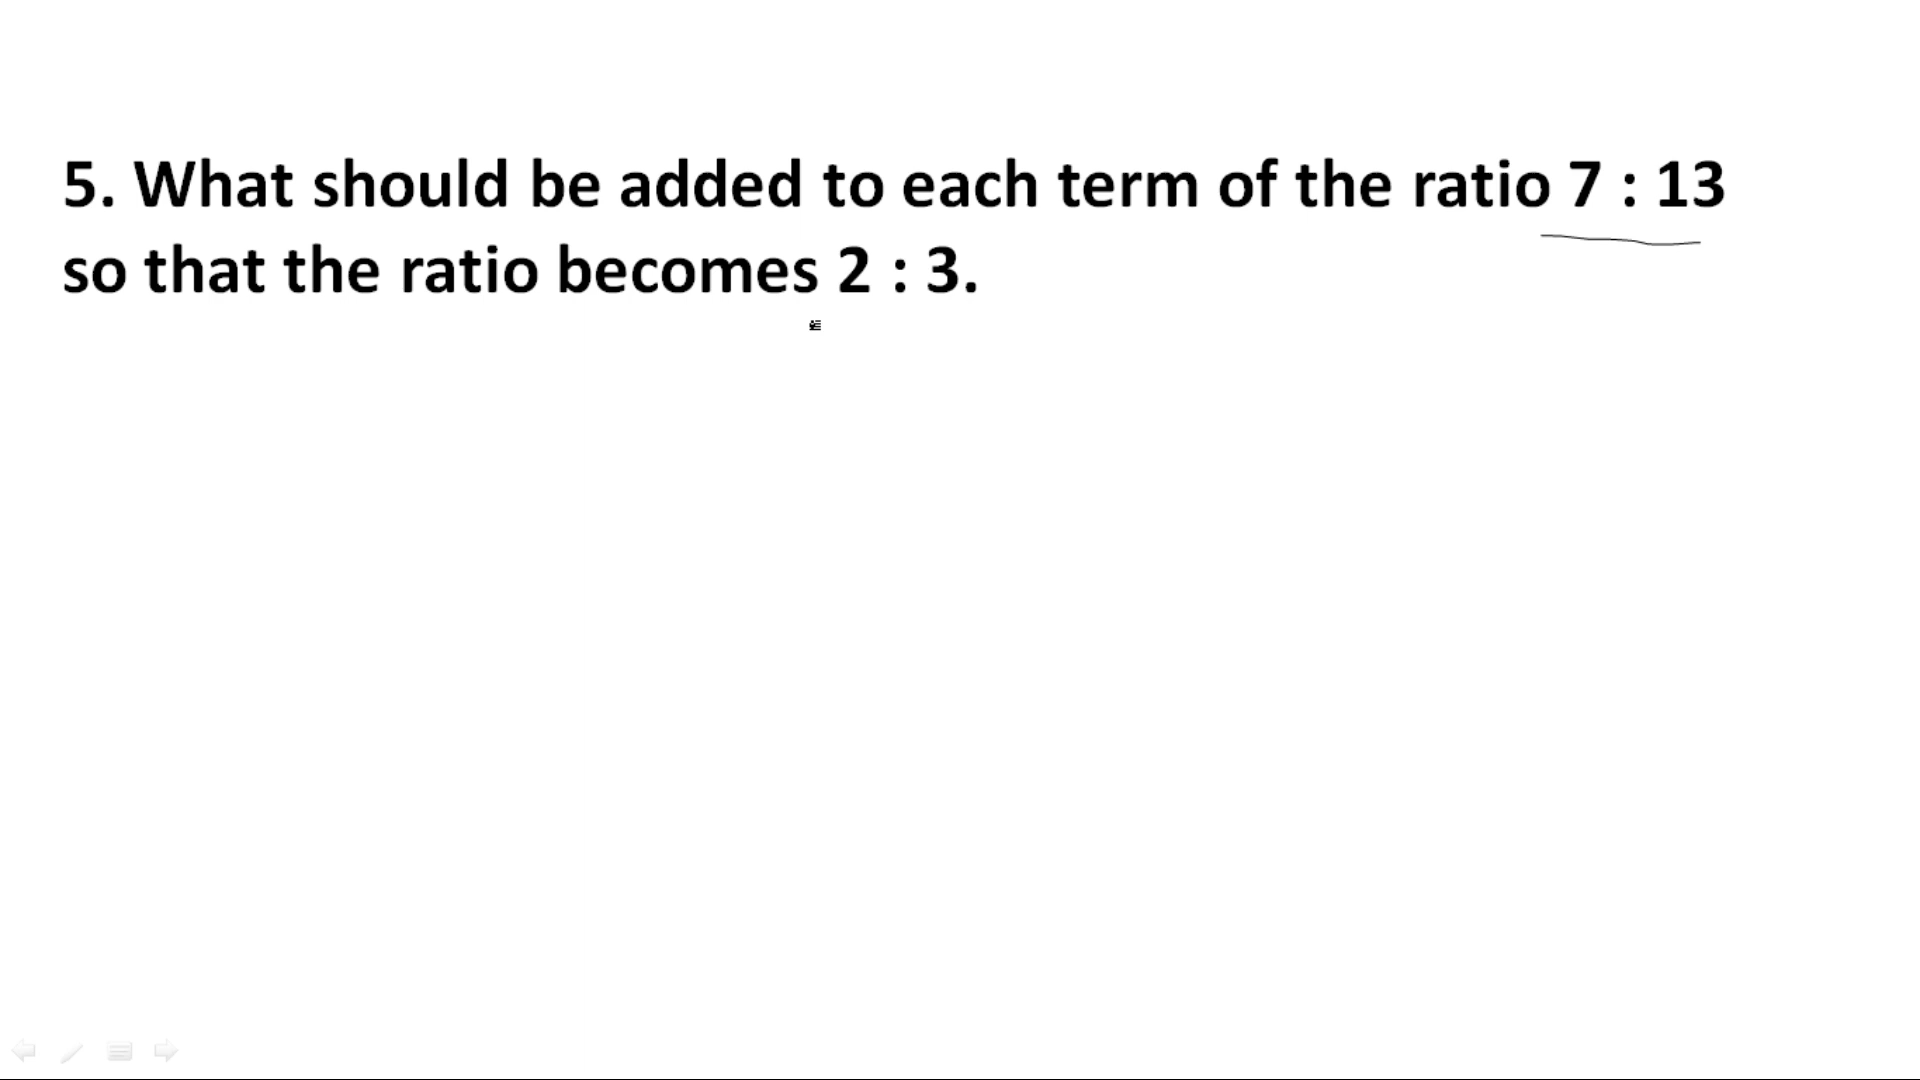 5. What should be added to each term of the ratio 7 : 13
so that the ratio becomes 2 : 3.